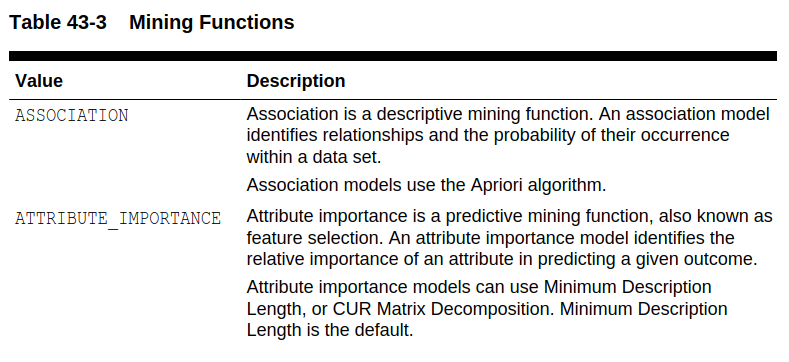 Table 43-3 Mining Functions
Value Description
ASSOCIATION Association is a descriptive mining function. An association model
identifies relationships and the probability of their occurrence
within a data set.
Association models use the Apriori algorithm.
ATTRIBUTE_IMPORTANCE Attribute importance is a predictive mining function, also known as
feature selection. An attribute importance model identifies the
relative importance of an attribute in predicting a given outcome.
Attribute importance models can use Minimum Description
Length, or CUR Matrix Decomposition. Minimum Description
Length is the default.